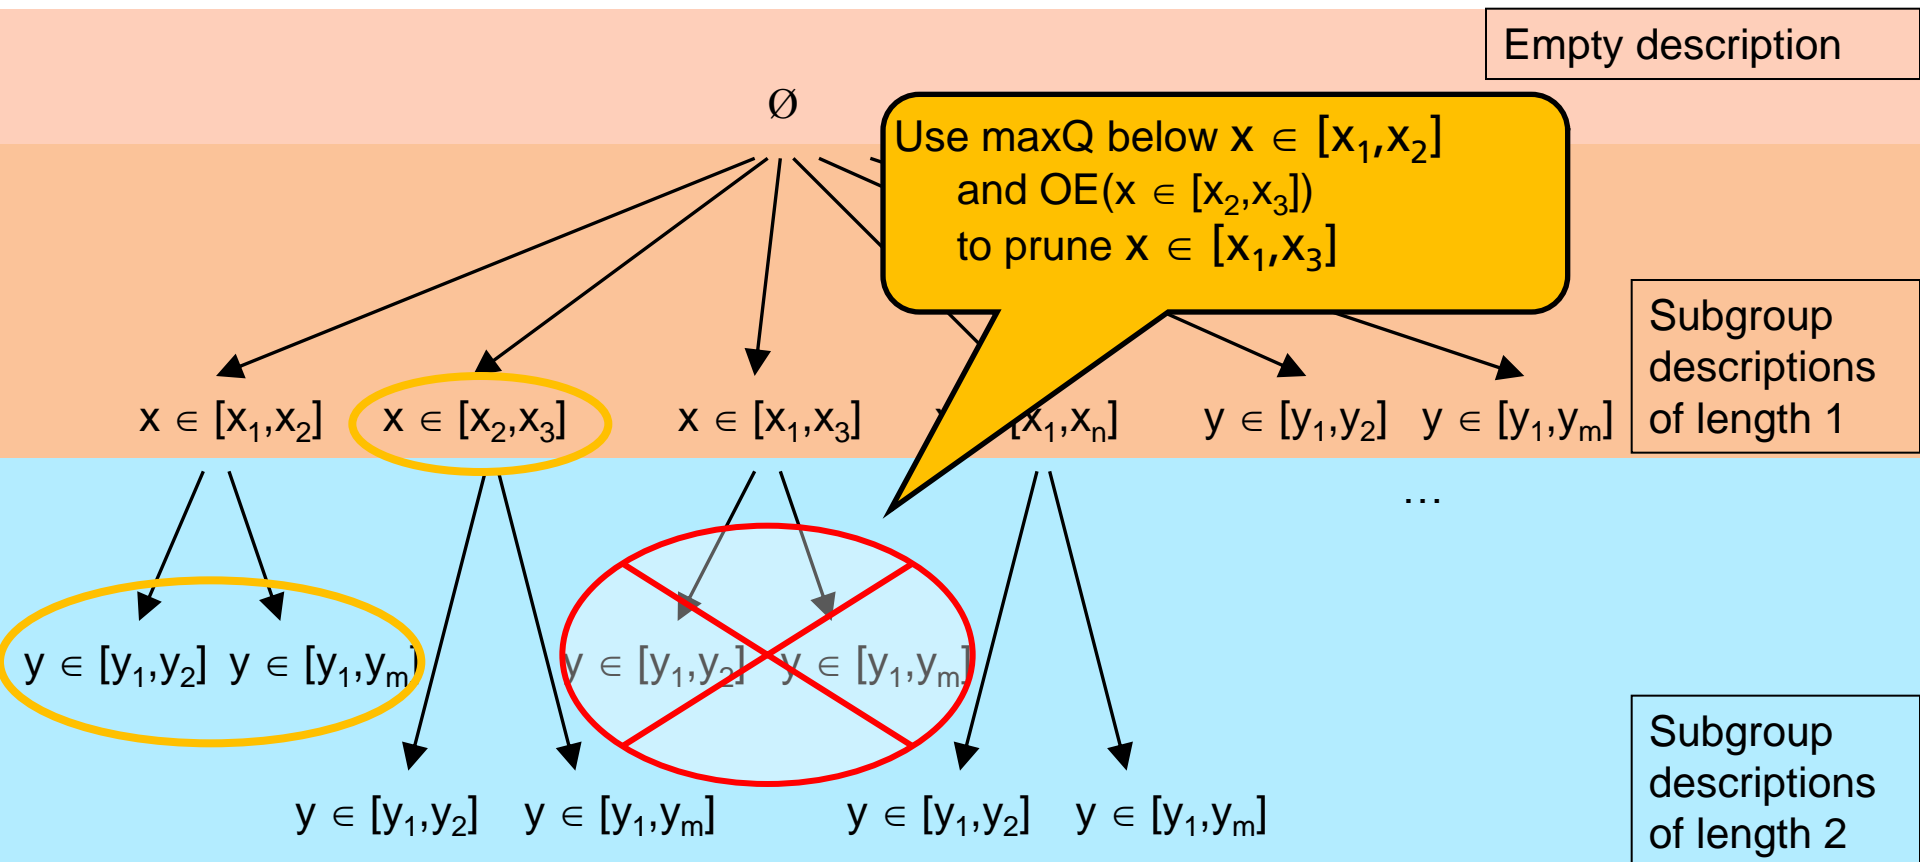 Empty description
Ø
Use maxQ below x ∈ [x₁,x₂]
and OE(x ∈ [x₂,x₃])
to prune x ∈ [x₁,x₃]
Subgroup
descriptions
of length 1
x ∈ [x₁,x₂] x ∈ [x₂,x₃] x ∈ [x₁,x₃] [x₁,xₙ] y ∈ [y₁,y₂] y ∈ [y₁,yₘ]
…
y ∈ [y₁,y₂] y ∈ [y₁,yₘ] y ∈ [y₁,y₂] y ∈ [y₁,yₘ]
Subgroup
descriptions
of length 2
y ∈ [y₁,y₂] y ∈ [y₁,yₘ] y ∈ [y₁,y₂] y ∈ [y₁,yₘ]